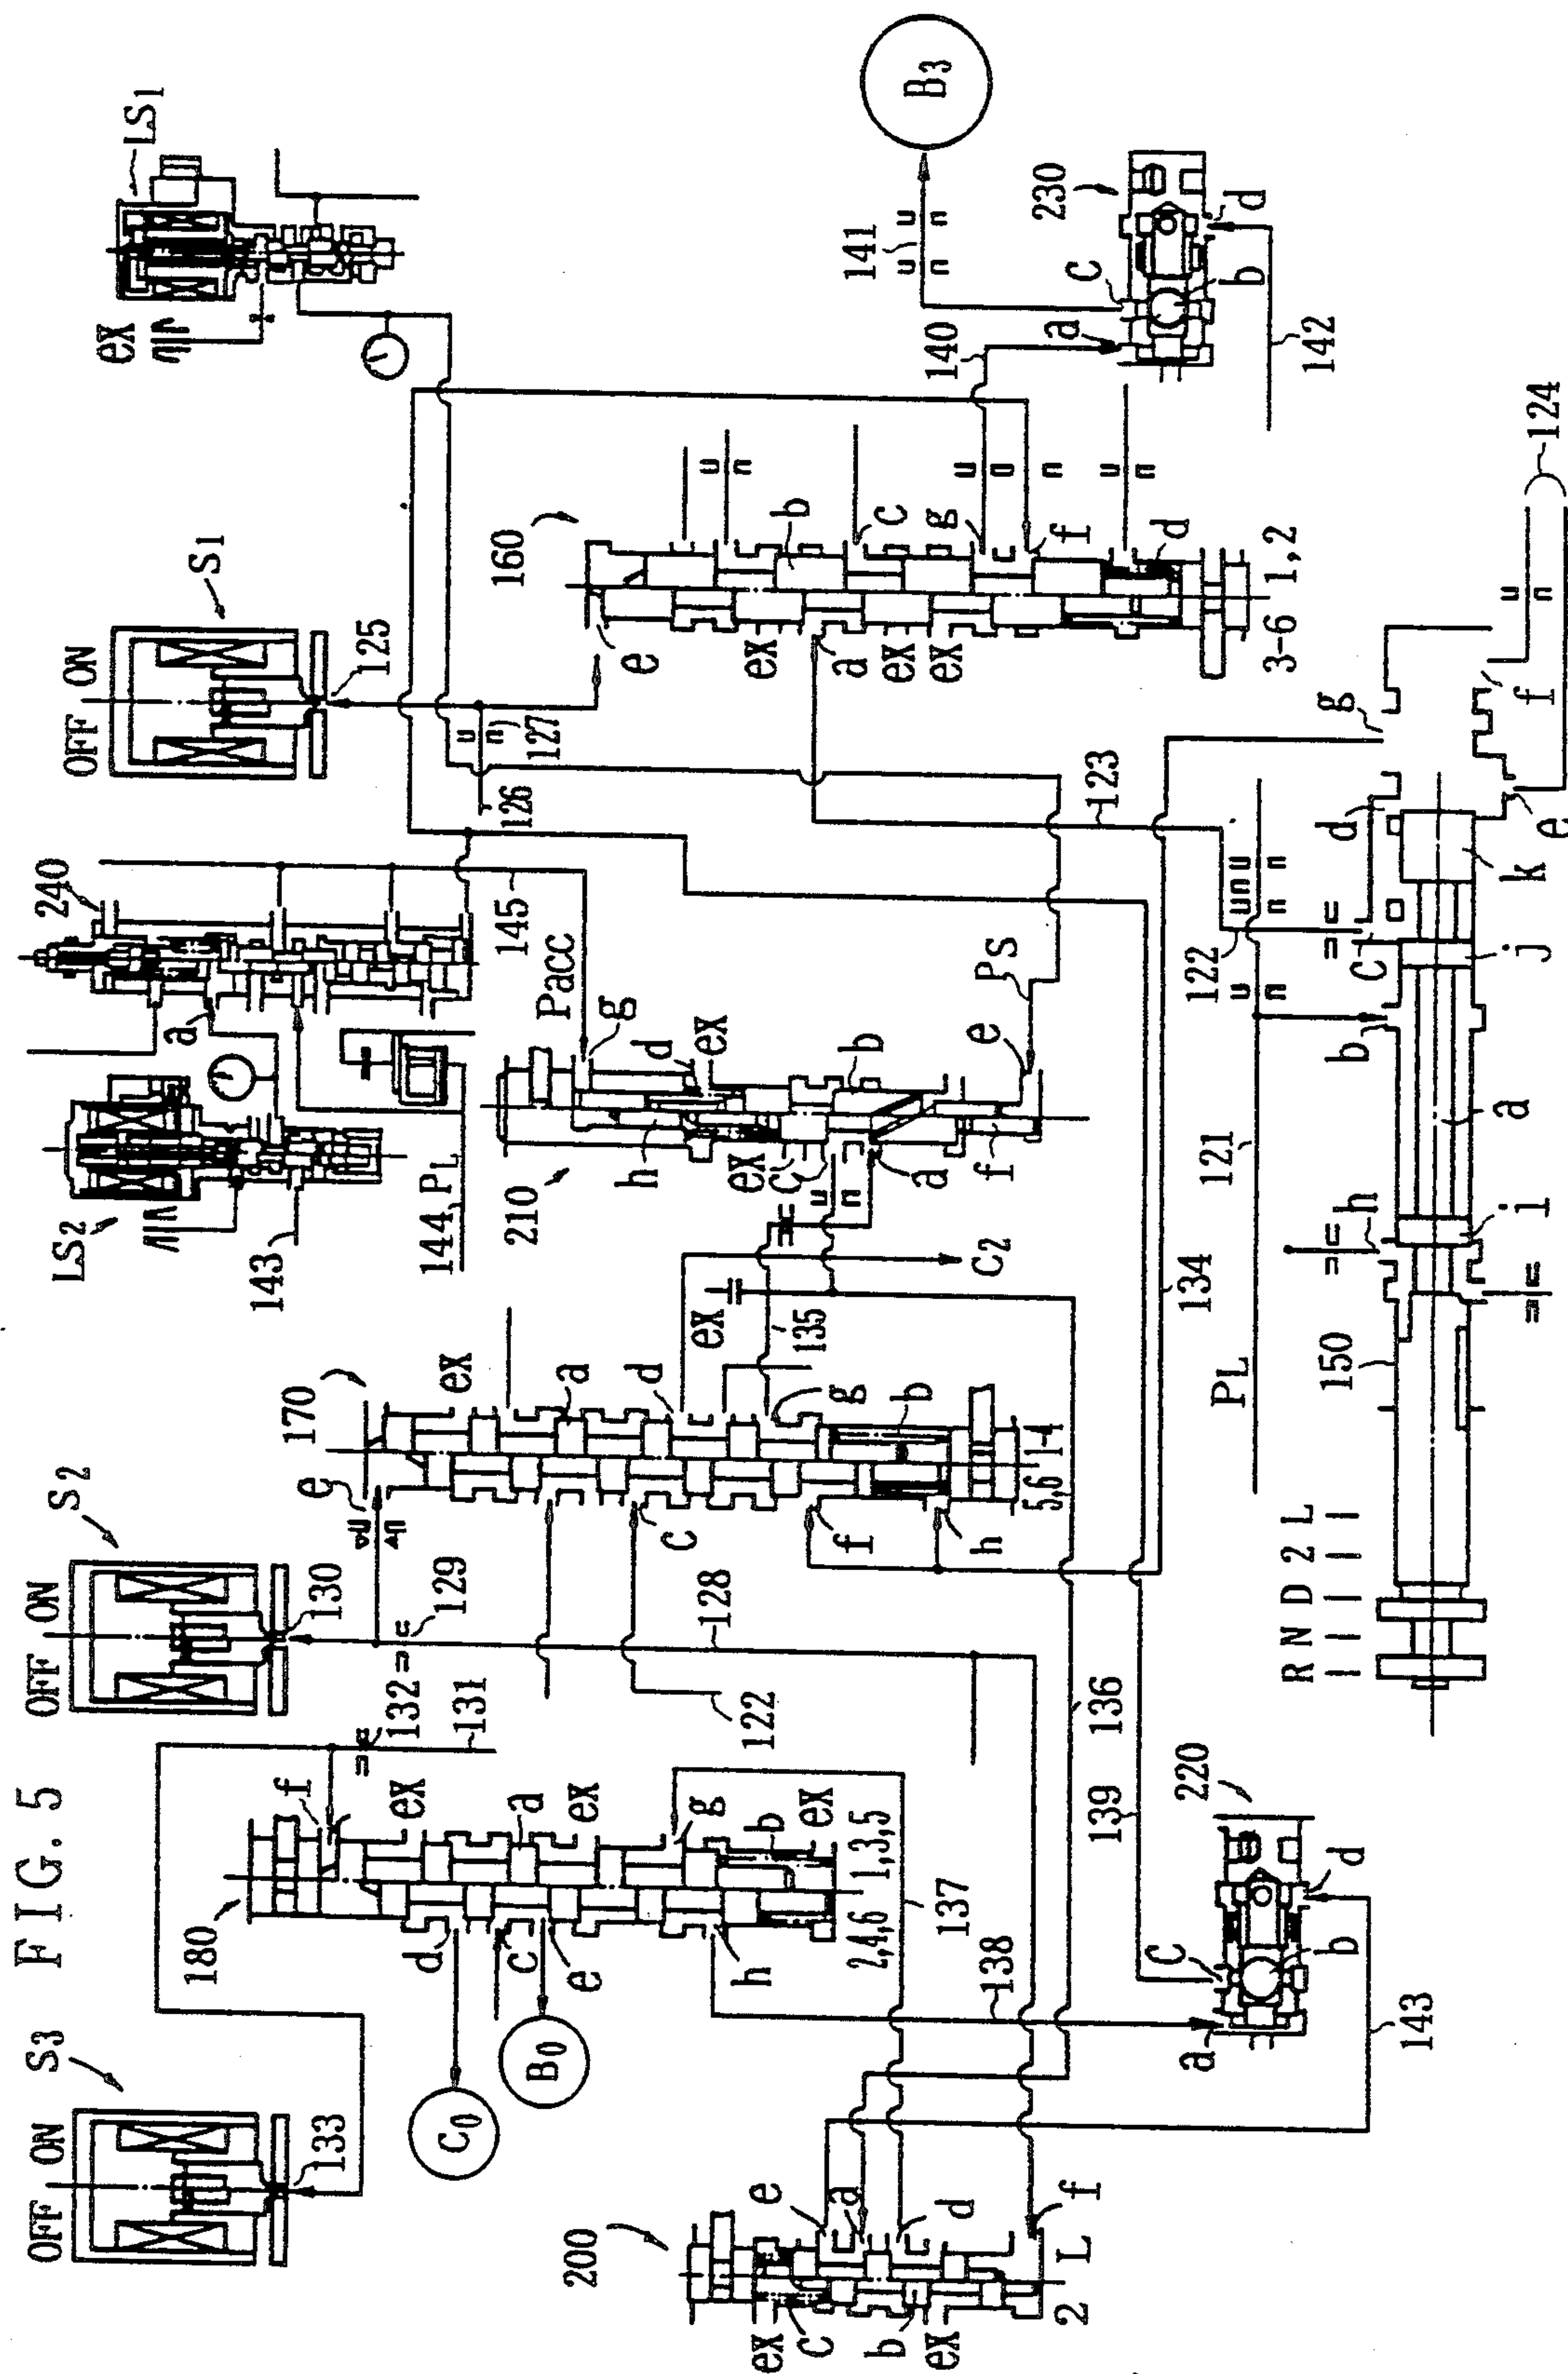 FIG. 5
S3
OFF ON
133
S2
OFF ON
130
S1
OFF ON
125
LS1
ex
LS2
143
144 PL
240
a
145
Pacc
126
127
180
f
ex
a
ex
g
b
ex
d
c
e
h
2,4,6
1,3,5
C0
B0
132
131
129
128
122
170
e
ex
a
d
g
b
c
f
h
5,6
1-4
ex
135
C2
210
g
d
ex
b
e
h
ex
c
a
f
PS
160
e
b
c
g
f
d
ex
a
ex
ex
3-6
1,2
123
140
141
B3
230
a
c
b
d
142
200
e
a
d
f
ex
c
b
ex
2
L
137
138
136
139
134
220
a
c
b
d
143
R N D 2 L
PL
121
122
150
h
i
a
b
c
j
k
d
e
g
f
124